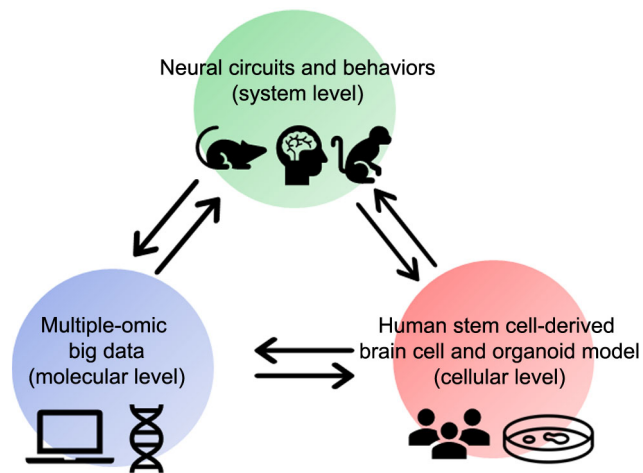 Neural circuits and behaviors
(system level)
Multiple-omic
big data
(molecular level)
Human stem cell-derived
brain cell and organoid model
(cellular level)